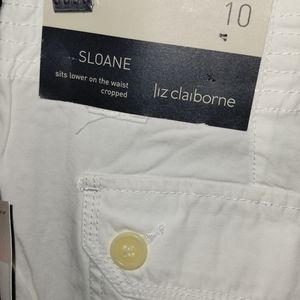 10
SLOANE
sits lower on the waist
cropped
liz claiborne